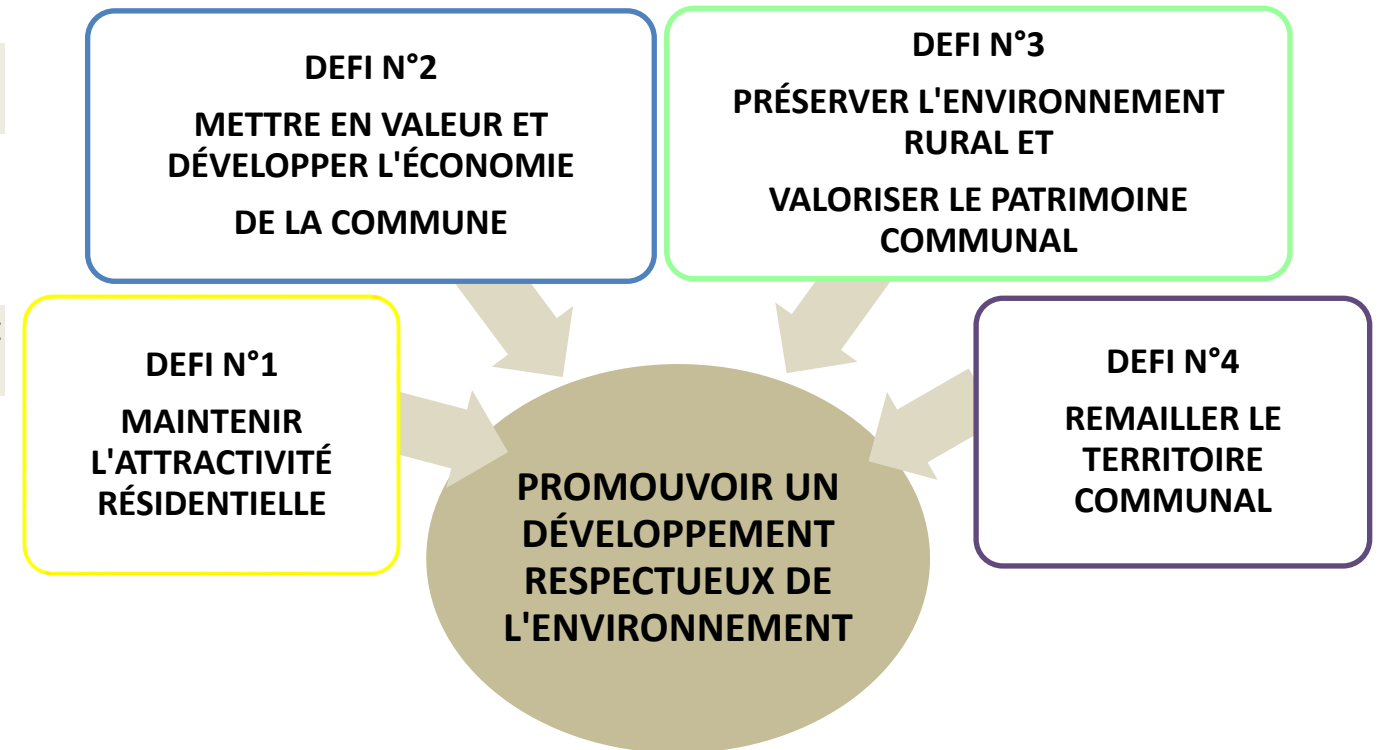 DEFI N°2
METTRE EN VALEUR ET
DÉVELOPPER L'ÉCONOMIE
DE LA COMMUNE
DEFI N°3
PRÉSERVER L'ENVIRONNEMENT
RURAL ET
VALORISER LE PATRIMOINE
COMMUNAL
DEFI N°1
MAINTENIR
L'ATTRACTIVITÉ
RÉSIDENTIELLE
DEFI N°4
REMAILLER LE
TERRITOIRE
COMMUNAL
PROMOUVOIR UN
DÉVELOPPEMENT
RESPECTUEUX DE
L'ENVIRONNEMENT